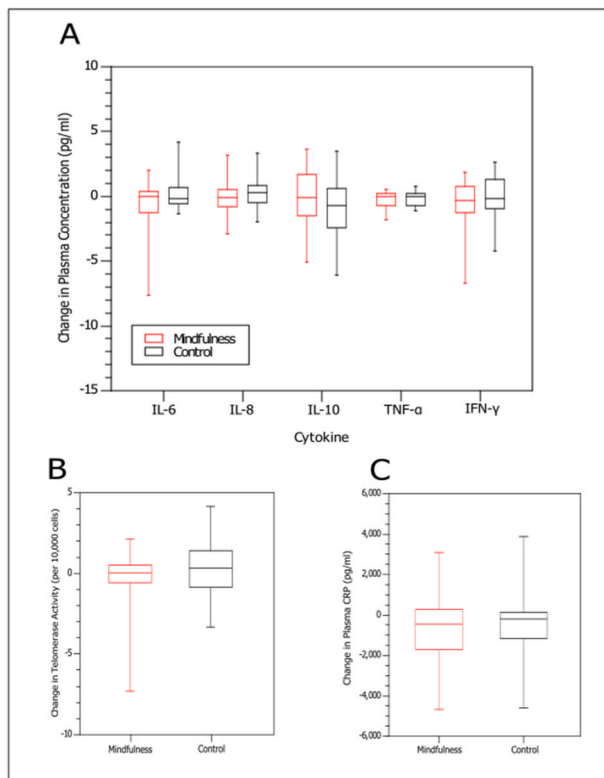 A
Change in Plasma Concentration (pg/ml)
10
5
0
-5
-10
-15
Mindfulness
Control
IL-6 IL-8 IL-10 TNF-α IFN-γ
Cytokine
B
Change in Telomerase Activity (per 10,000 cells)
5
0
-5
-10
Mindfulness Control
C
Change in Plasma CRP (pg/ml)
6,000
4,000
2,000
0
-2,000
-4,000
-6,000
Mindfulness Control